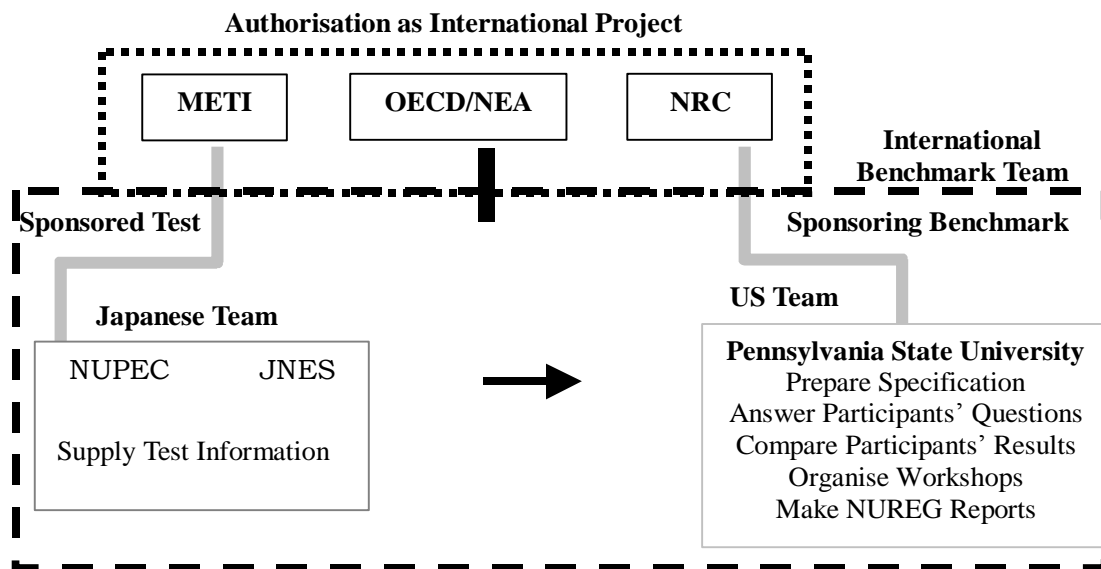 Authorisation as International Project
METI
OECD/NEA
NRC
International
Benchmark Team
Sponsored Test
Sponsoring Benchmark
US Team
Japanese Team
NUPEC JNES
Supply Test Information
Pennsylvania State University
Prepare Specification
Answer Participants’ Questions
Compare Participants’ Results
Organise Workshops
Make NUREG Reports